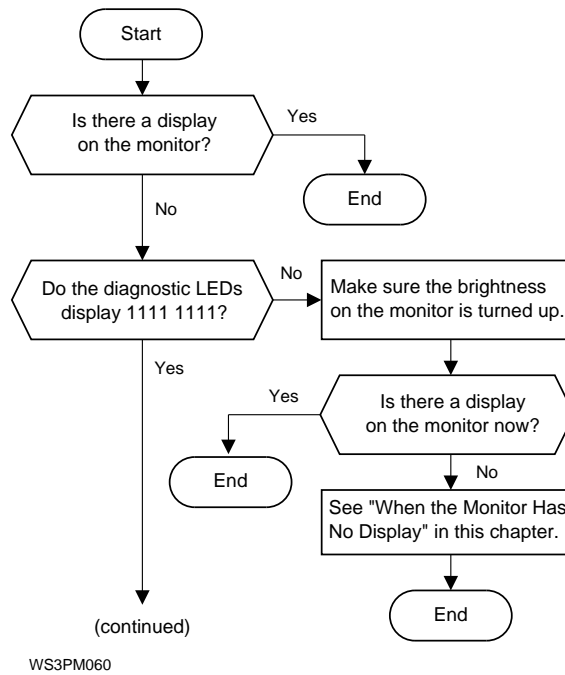 Start
Is there a display
on the monitor?
Yes
End
No
Do the diagnostic LEDs
display 1111 1111?
No
Make sure the brightness
on the monitor is turned up.
Yes
Yes
Is there a display
on the monitor now?
End
No
See "When the Monitor Has
No Display" in this chapter.
End
(continued)
WS3PM060